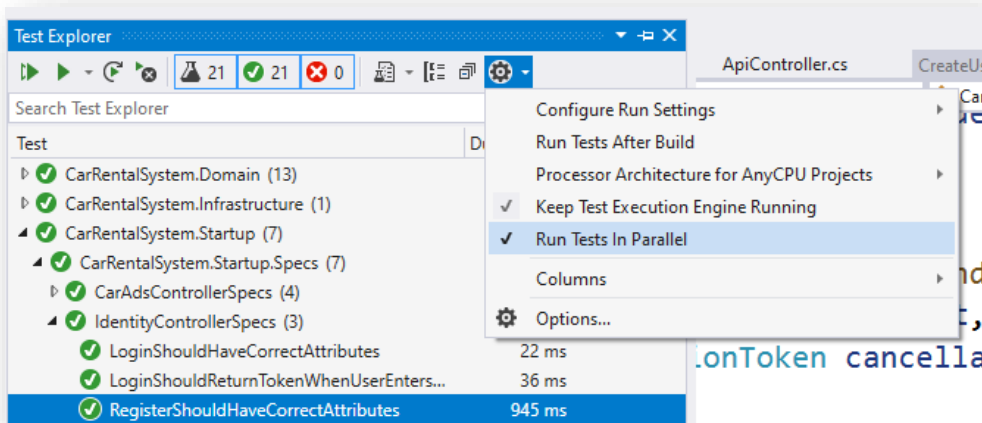 Test Explorer
21 21 0
Search Test Explorer
Test
CarRentalSystem.Domain (13)
CarRentalSystem.Infrastructure (1)
CarRentalSystem.Startup (7)
CarRentalSystem.Startup.Specs (7)
CarAdsControllerSpecs (4)
IdentityControllerSpecs (3)
LoginShouldHaveCorrectAttributes 22 ms
LoginShouldReturnTokenWhenUserEnters... 36 ms
RegisterShouldHaveCorrectAttributes 945 ms
Configure Run Settings
Run Tests After Build
Processor Architecture for AnyCPU Projects
Keep Test Execution Engine Running
Run Tests In Parallel
Columns
Options...
ApiController.cs
ionToken cancella